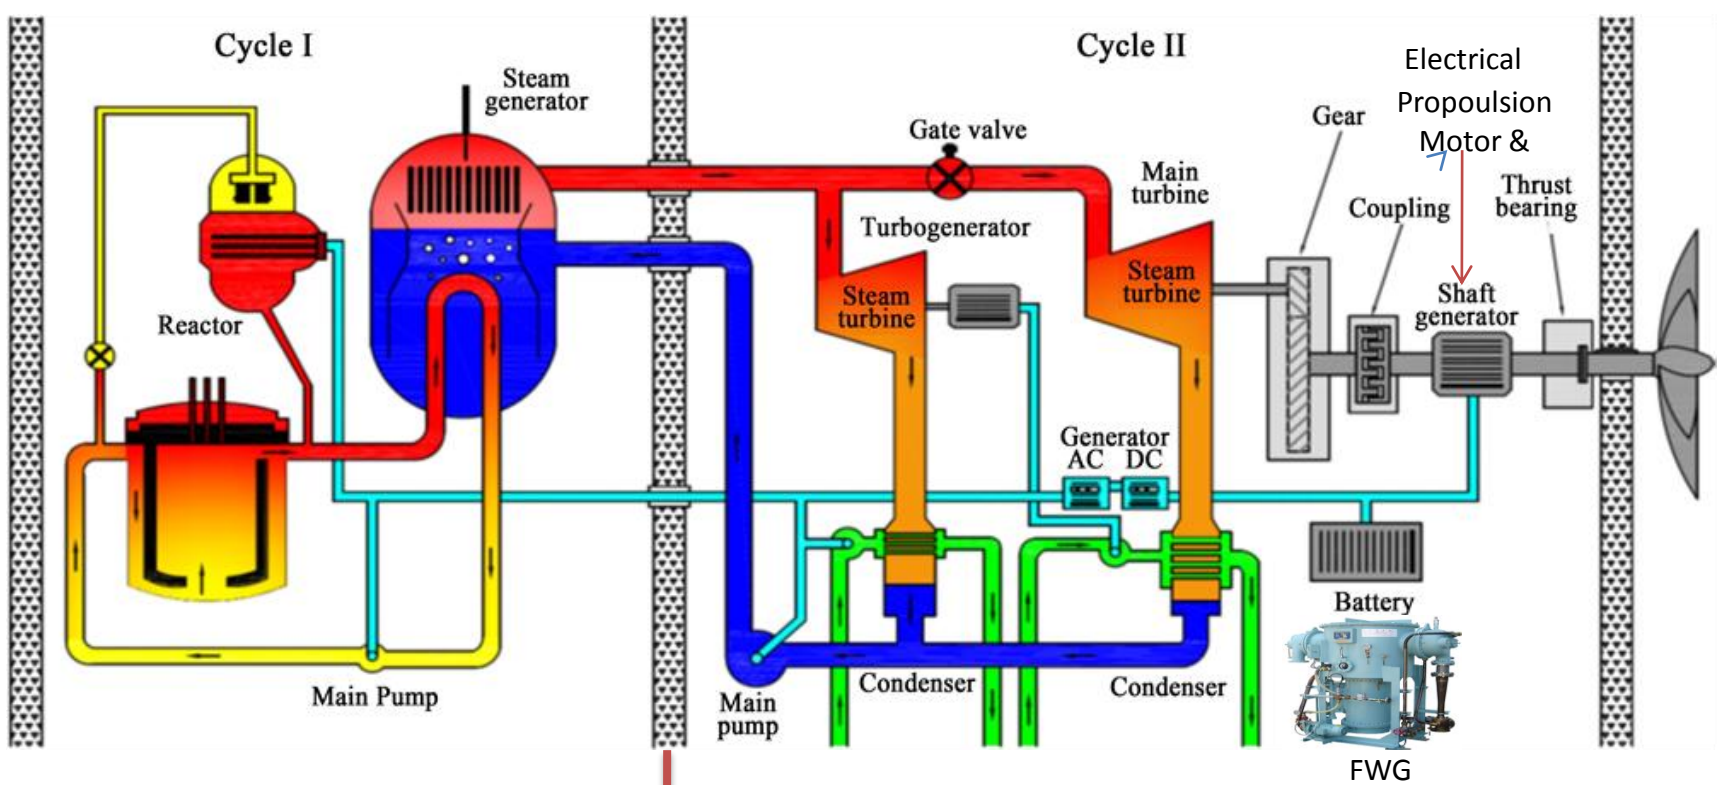 Cycle I
Cycle II
Electrical
Propoulsion
Motor &
Steam
generator
Gear
Gate valve
Main
turbine
Thrust
bearing
Coupling
Turbogenerator
Steam
turbine
Steam
turbine
Shaft
generator
Reactor
Generator
AC DC
Battery
Main Pump
Condenser
Condenser
Main
pump
FWG